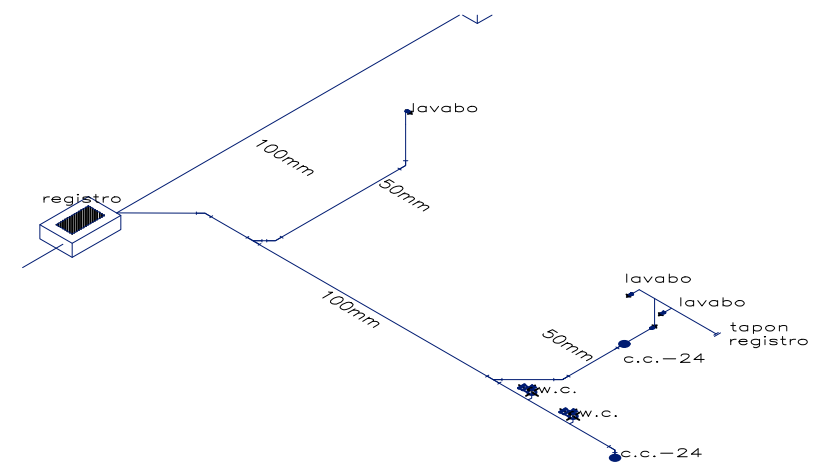 lavabo
100mm
50mm
registro
lavabo
100mm
lavabo
tapon
registro
50mm
c.c.-24
w.c.
w.c.
c.c.-24